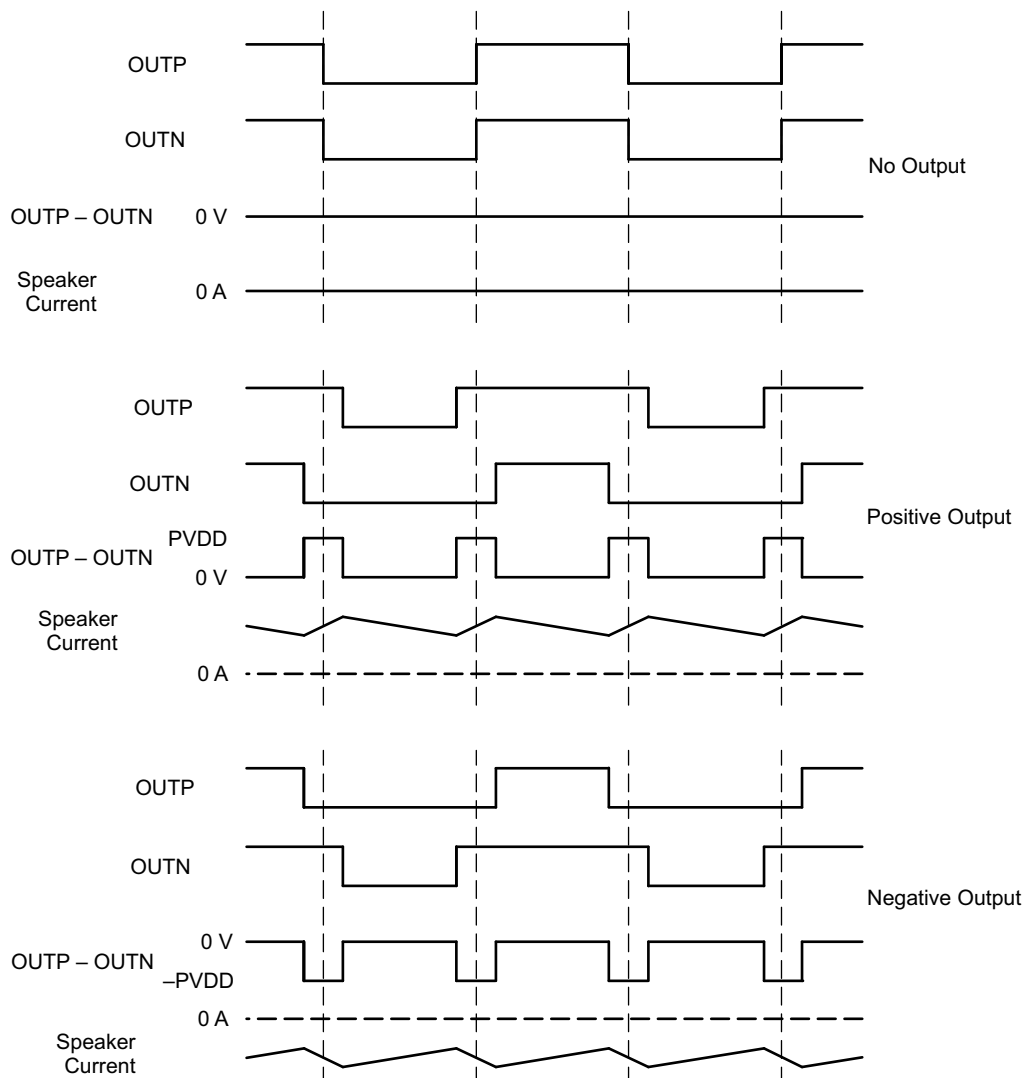 OUTP
OUTN
No Output
OUTP – OUTN 0 V
Speaker
Current
0 A
OUTP
OUTN
Positive Output
PVDD
OUTP – OUTN
0 V
Speaker
Current
0 A
OUTP
OUTN
Negative Output
0 V
OUTP – OUTN
–PVDD
0 A
Speaker
Current